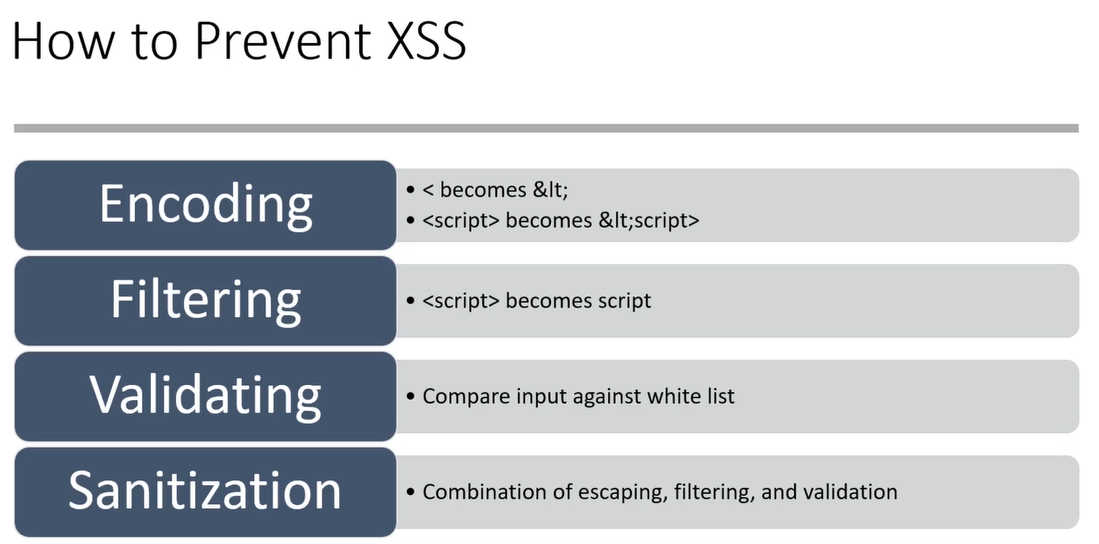 How to Prevent XSS
Encoding
• < becomes &lt;
• <script> becomes &lt;script>
Filtering
• <script> becomes script
Validating
• Compare input against white list
Sanitization
• Combination of escaping, filtering, and validation